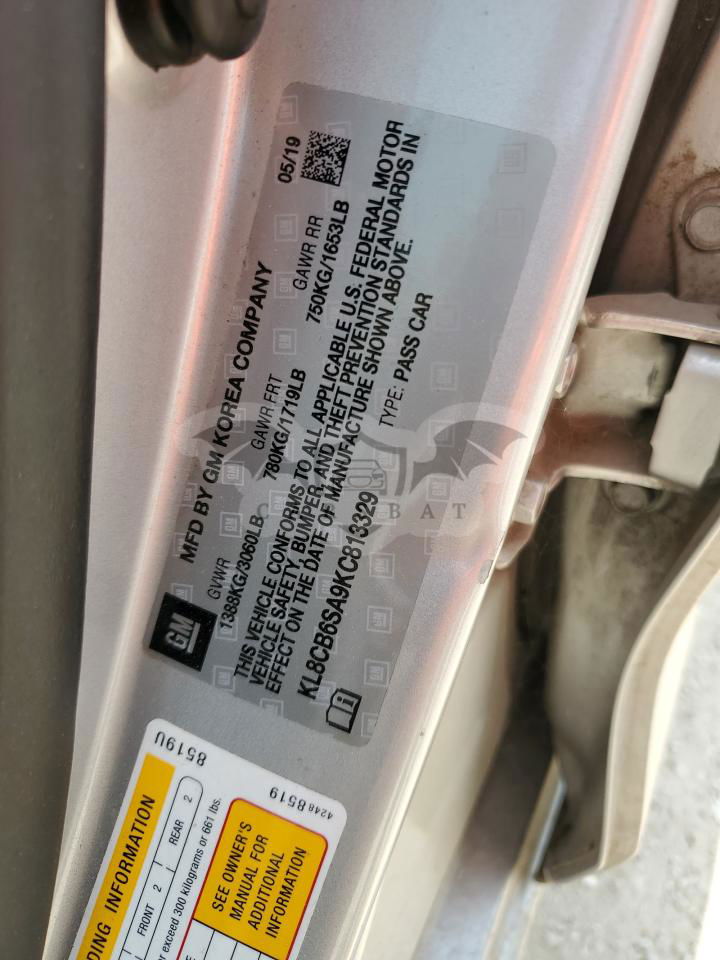 MFD BY GM KOREA COMPANY 05/19
GVWR GAWR FRT GAWR RR
1388KG/3060LB 780KG/1719LB 750KG/1653LB
THIS VEHICLE CONFORMS TO ALL APPLICABLE U.S. FEDERAL MOTOR
VEHICLE SAFETY, BUMPER, AND THEFT PREVENTION STANDARDS IN
EFFECT ON THE DATE OF MANUFACTURE SHOWN ABOVE.
KL8CB6SA9KC813329 TYPE: PASS CAR
GM
i
BAT
8519U
42488519
INFORMATION
FRONT 2 REAR 2
exceed 300 kilograms or 661 lbs.
SEE OWNER'S
MANUAL FOR
ADDITIONAL
INFORMATION